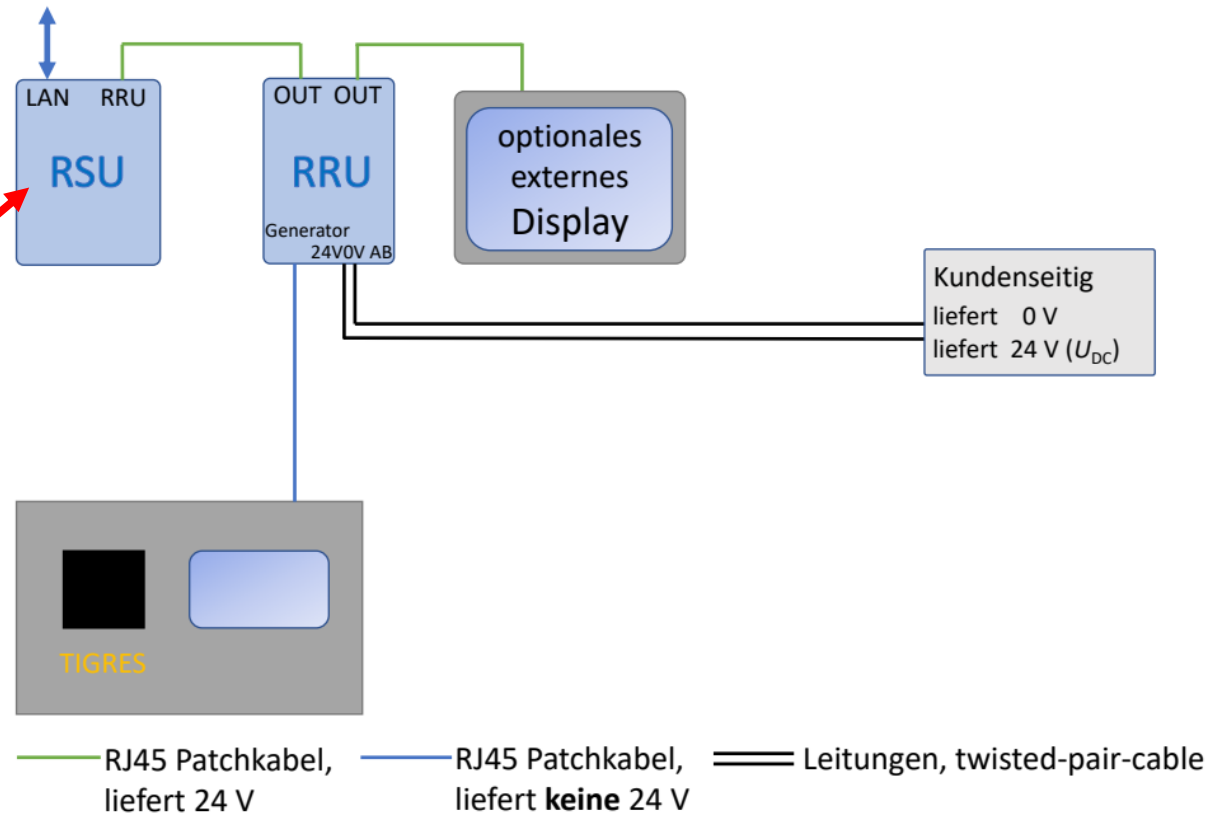 LAN RRU
RSU
OUT OUT
RRU
Generator
24V0V AB
optionales
externes
Display
Kundenseitig
liefert 0 V
liefert 24 V (UDC)
TIGRES
RJ45 Patchkabel,
liefert 24 V
RJ45 Patchkabel,
liefert keine 24 V
Leitungen, twisted-pair-cable